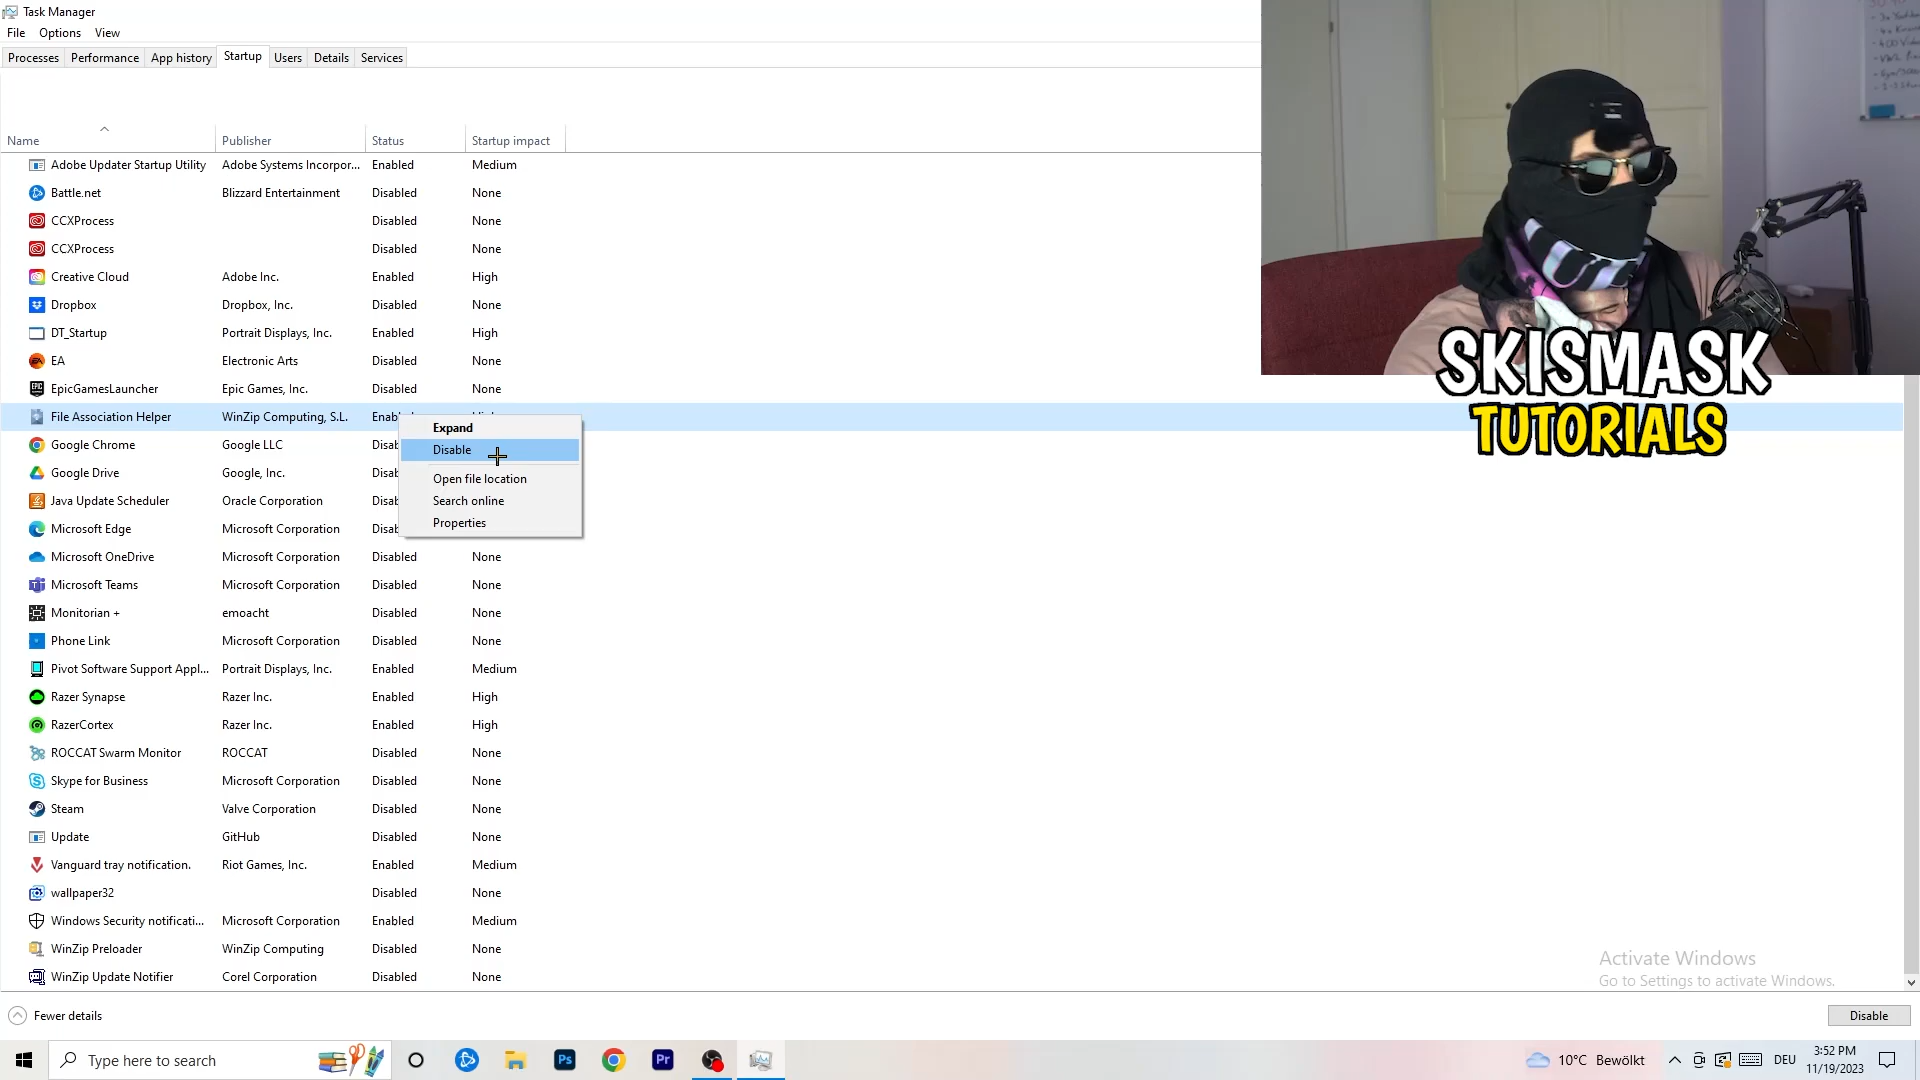 Task Manager
File Options View
Processes Performance App history Startup Users Details Services
Name Publisher Status Startup impact
Adobe Updater Startup Utility Adobe Systems Incorpor... Enabled Medium
Battle.net Blizzard Entertainment Disabled None
CCXProcess Disabled None
CCXProcess Disabled None
Creative Cloud Adobe Inc. Enabled High
Dropbox Dropbox, Inc. Disabled None
DT_Startup Portrait Displays, Inc. Enabled High
EA Electronic Arts Disabled None
EpicGamesLauncher Epic Games, Inc. Disabled None
File Association Helper WinZip Computing, S.L.
Google Chrome Google LLC
Google Drive Google, Inc.
Java Update Scheduler Oracle Corporation
Microsoft Edge Microsoft Corporation
Expand
Disable
Open file location
Search online
Properties
Microsoft OneDrive Microsoft Corporation Disabled None
Microsoft Teams Microsoft Corporation Disabled None
Monitorian + emoacht Disabled None
Phone Link Microsoft Corporation Disabled None
Pivot Software Support Appl... Portrait Displays, Inc. Enabled Medium
Razer Synapse Razer Inc. Enabled High
RazerCortex Razer Inc. Enabled High
ROCCAT Swarm Monitor ROCCAT Disabled None
Skype for Business Microsoft Corporation Disabled None
Steam Valve Corporation Disabled None
Update GitHub Disabled None
Vanguard tray notification. Riot Games, Inc. Enabled Medium
wallpaper32 Disabled None
Windows Security notificati... Microsoft Corporation Enabled Medium
WinZip Preloader WinZip Computing Disabled None
WinZip Update Notifier Corel Corporation Disabled None
SKISMASK
TUTORIALS
Activate Windows
Go to Settings to activate Windows.
Fewer details
Disable
Type here to search
Ps
Pr
10°C Bewölkt
DEU
3:52 PM
11/19/2023